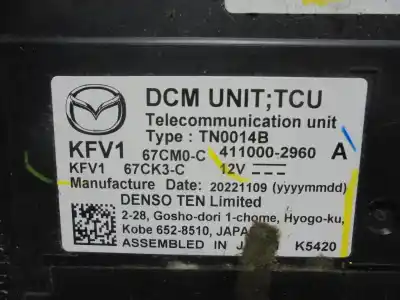 DCM UNIT;TCU
Telecommunication unit
Type : TN0014B
KFV1 67CM0-C 411000-2960 A
KFV1 67CK3-C 12V
Manufacture Date: 20221109 (yyyymmdd)
DENSO TEN Limited
2-28, Gosho-dori 1-chome, Hyogo-ku,
Kobe 652-8510, JAPAN
ASSEMBLED IN K5420